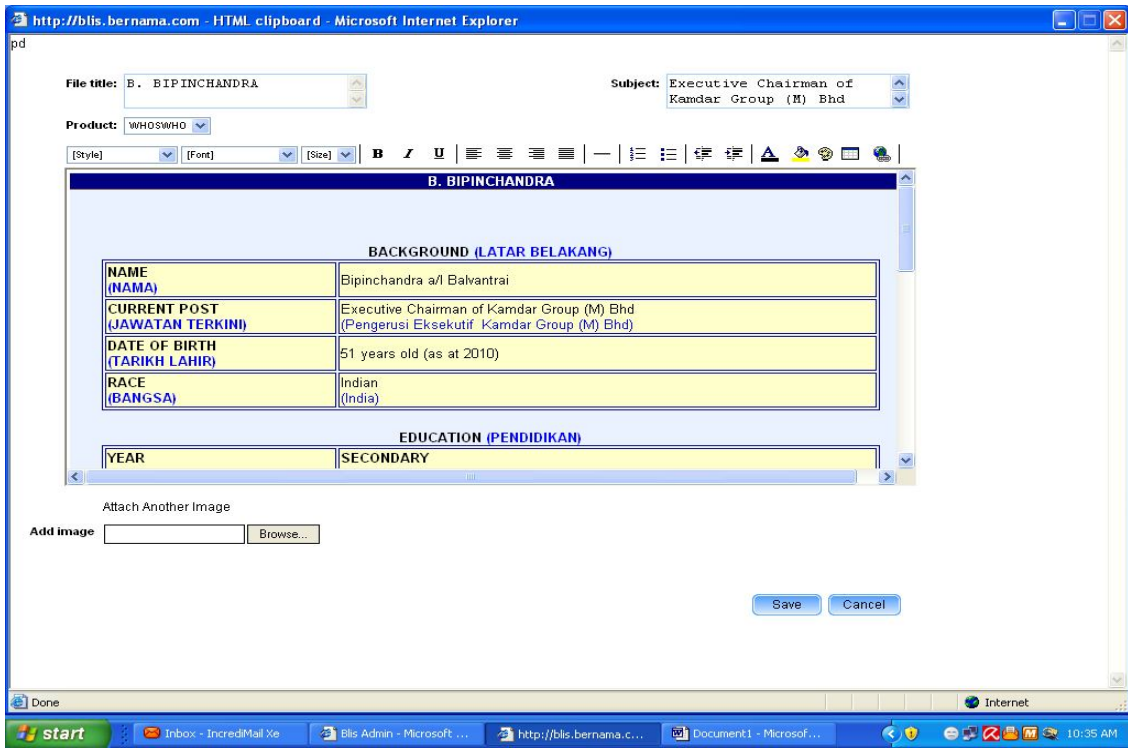 http://blis.bernama.com - HTML clipboard - Microsoft Internet Explorer
pd
File title: B. BIPINCHANDRA
Subject: Executive Chairman of
Kamdar Group (M) Bhd
Product: WHOSWHO
[Style] [Font] [Size] B I U A
B. BIPINCHANDRA
BACKGROUND (LATAR BELAKANG)
NAME
(NAMA)
Bipinchandra a/l Balvantrai
CURRENT POST
(JAWATAN TERKINI)
Executive Chairman of Kamdar Group (M) Bhd
(Pengerusi Eksekutif Kamdar Group (M) Bhd)
DATE OF BIRTH
(TARIKH LAHIR)
51 years old (as at 2010)
RACE
(BANGSA)
Indian
(India)
EDUCATION (PENDIDIKAN)
YEAR SECONDARY
Attach Another Image
Add image Browse...
Save Cancel
Done Internet
start Inbox - IncrediMail Xe Blis Admin - Microsoft ... http://blis.bernama.c... Document1 - Microsof... 10:35 AM